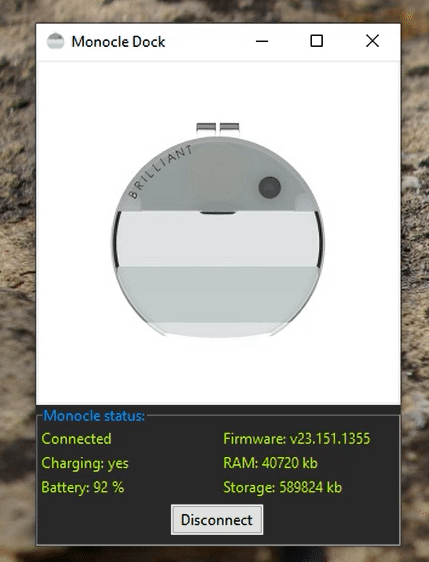 Monocle Dock
BRILLIANT
Monocle status:
Connected
Firmware: v23.151.1355
Charging: yes
RAM: 40720 kb
Battery: 92 %
Storage: 589824 kb
Disconnect